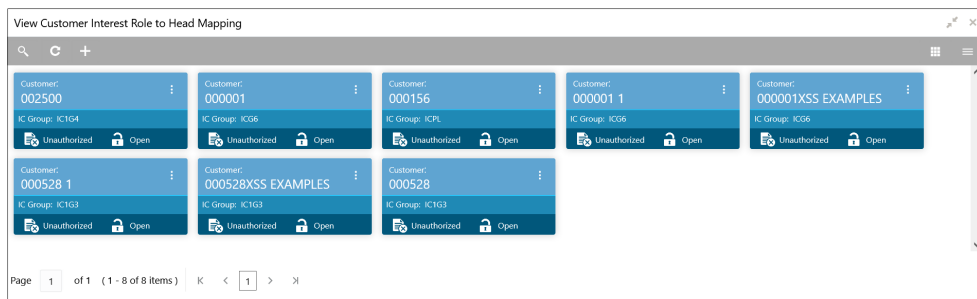 View Customer Interest Role to Head Mapping
Customer: Customer: Customer: Customer: Customer:
002500 000001 000156 000001 1 000001XSS EXAMPLES
IC Group: IC1G4 IC Group: ICG6 IC Group: ICPL IC Group: ICG6 IC Group: ICG6
Unauthorized Open Unauthorized Open Unauthorized Open Unauthorized Open Unauthorized Open
Customer: Customer: Customer:
000528 1 000528XSS EXAMPLES 000528
IC Group: IC1G3 IC Group: IC1G3 IC Group: IC1G3
Unauthorized Open Unauthorized Open Unauthorized Open
Page 1 of 1 ( 1 - 8 of 8 items ) 1